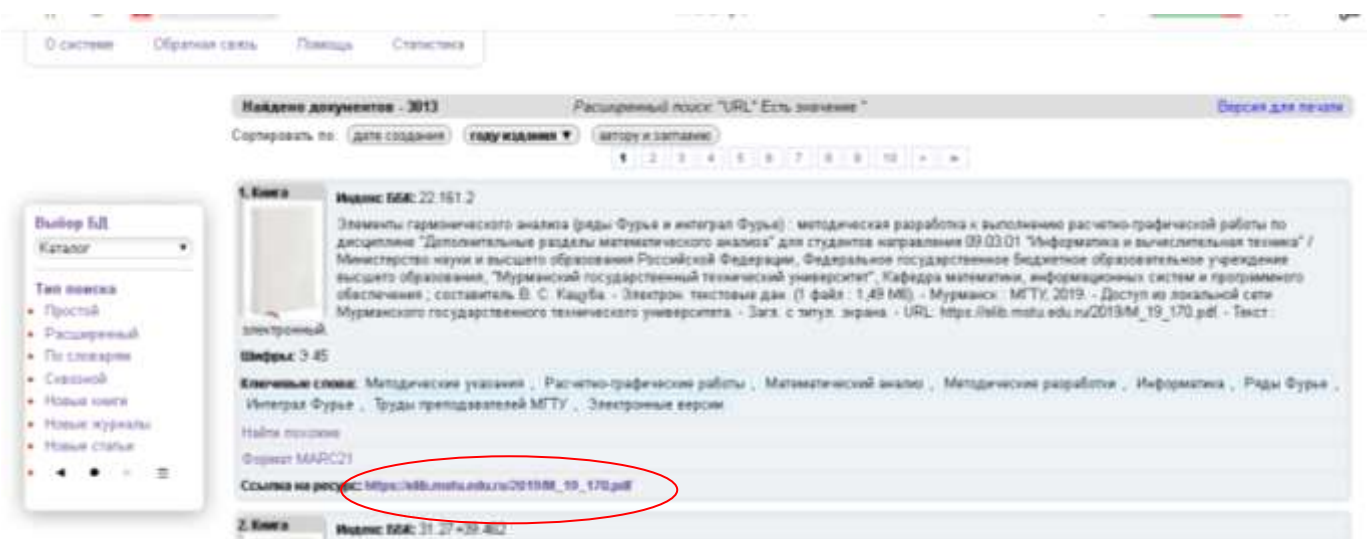 О системе Обратная связь Помощь Статистика
Найдено документов - 3013 Расширенный поиск: "URL" Есть значение '' Версия для печати
Сортировать по: дате создания году издания ▼ автору и заглавию
1 2 3 4 5 6 7 8 9 10
1. Книга Индекс ББК: 22.161.2
Элементы гармонического анализа (ряды Фурье и интеграл Фурье) : методическая разработка к выполнению расчетно-графической работы по
дисциплине "Дополнительные разделы математического анализа" для студентов направления 09.03.01 "Информатика и вычислительная техника" /
Министерство науки и высшего образования Российской Федерации, Федеральное государственное бюджетное образовательное учреждение
высшего образования, "Мурманский государственный технический университет", Кафедра математики, информационных систем и программного
обеспечения ; составитель В. С. Кацуба. - Электрон. текстовые дан. (1 файл : 1,49 Мб). - Мурманск : МГТУ, 2019. - Доступ из локальной сети
Мурманского государственного технического университета. - Загл. с титул. экрана. - URL: https://elib.mstu.edu.ru/2019/M_19_170.pdf. - Текст :
электронный.
Шифры: Э 45
Ключевые слова: Методические указания , Расчетно-графические работы , Математический анализ , Методические разработки , Информатика , Ряды Фурье ,
Интеграл Фурье , Труды преподавателей МГТУ , Электронные версии
Найти похожие
Формат MARC21
Ссылка на ресурс: https://elib.mstu.edu.ru/2019/M_19_170.pdf
2. Книга Индекс ББК: 31.27+39.462
Выбор БД
Каталог
Тип поиска
Простой
Расширенный
По словарям
Сквозной
Новые книги
Новые журналы
Новые статьи